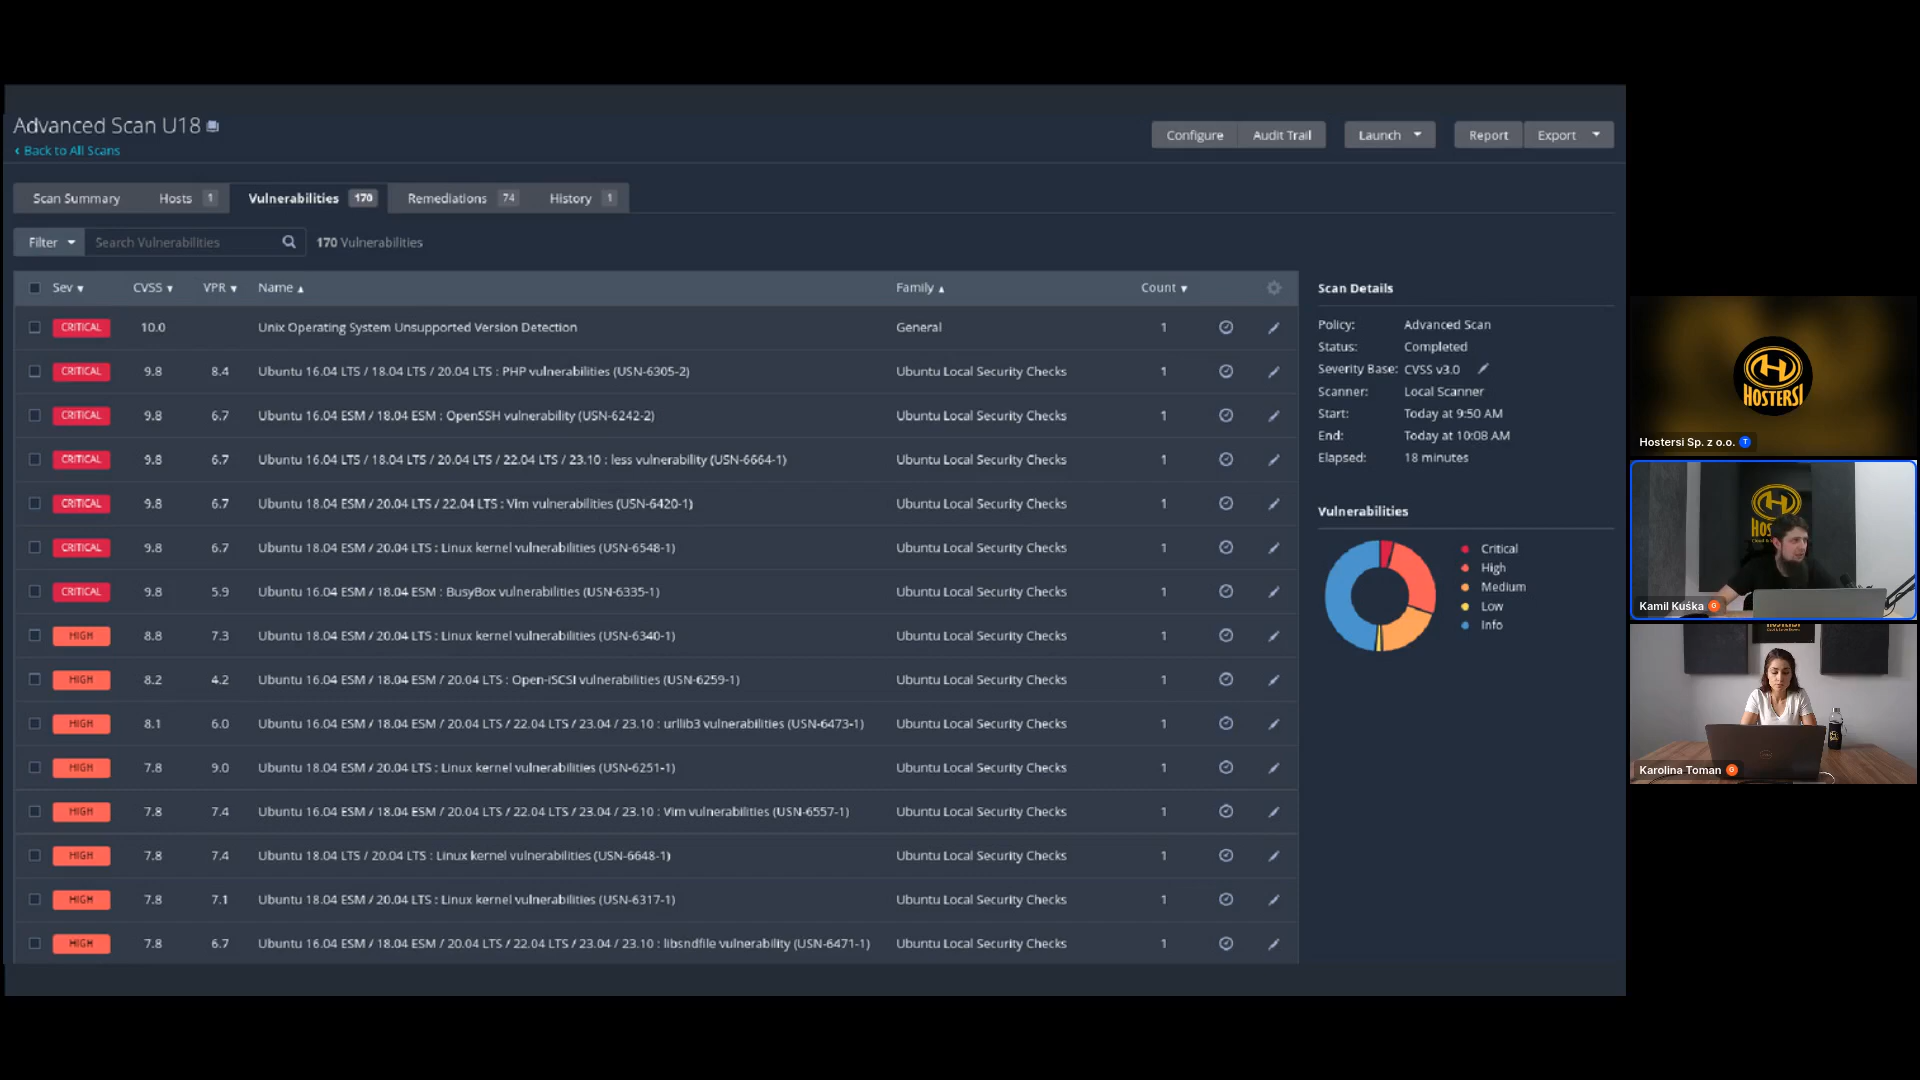 Advanced Scan U18
Back to All Scans
Configure
Audit Trail
Launch
Report
Export
Scan Summary
Hosts 1
Vulnerabilities 170
Remediations 74
History 1
Filter
Search Vulnerabilities
170 Vulnerabilities
Sev CVSS VPR Name Family Count
CRITICAL 10.0 Unix Operating System Unsupported Version Detection General 1
CRITICAL 9.8 8.4 Ubuntu 16.04 LTS / 18.04 LTS / 20.04 LTS : PHP vulnerabilities (USN-6305-2) Ubuntu Local Security Checks 1
CRITICAL 9.8 6.7 Ubuntu 16.04 ESM / 18.04 ESM : OpenSSH vulnerability (USN-6242-2) Ubuntu Local Security Checks 1
CRITICAL 9.8 6.7 Ubuntu 16.04 LTS / 18.04 LTS / 20.04 LTS / 22.04 LTS / 23.10 : less vulnerability (USN-6664-1) Ubuntu Local Security Checks 1
CRITICAL 9.8 6.7 Ubuntu 18.04 ESM / 20.04 LTS / 22.04 LTS : Vim vulnerabilities (USN-6420-1) Ubuntu Local Security Checks 1
CRITICAL 9.8 6.7 Ubuntu 18.04 ESM / 20.04 LTS : Linux kernel vulnerabilities (USN-6548-1) Ubuntu Local Security Checks 1
CRITICAL 9.8 5.9 Ubuntu 16.04 ESM / 18.04 ESM : BusyBox vulnerabilities (USN-6335-1) Ubuntu Local Security Checks 1
HIGH 8.8 7.3 Ubuntu 18.04 ESM / 20.04 LTS : Linux kernel vulnerabilities (USN-6340-1) Ubuntu Local Security Checks 1
HIGH 8.2 4.2 Ubuntu 16.04 ESM / 18.04 ESM / 20.04 LTS : Open-iSCSI vulnerabilities (USN-6259-1) Ubuntu Local Security Checks 1
HIGH 8.1 6.0 Ubuntu 16.04 ESM / 18.04 ESM / 20.04 LTS / 22.04 LTS / 23.04 / 23.10 : urllib3 vulnerabilities (USN-6473-1) Ubuntu Local Security Checks 1
HIGH 7.8 9.0 Ubuntu 18.04 ESM / 20.04 LTS : Linux kernel vulnerabilities (USN-6251-1) Ubuntu Local Security Checks 1
HIGH 7.8 7.4 Ubuntu 16.04 ESM / 18.04 ESM / 20.04 LTS / 22.04 LTS / 23.04 / 23.10 : Vim vulnerabilities (USN-6557-1) Ubuntu Local Security Checks 1
HIGH 7.8 7.4 Ubuntu 18.04 LTS / 20.04 LTS : Linux kernel vulnerabilities (USN-6648-1) Ubuntu Local Security Checks 1
HIGH 7.8 7.1 Ubuntu 18.04 ESM / 20.04 LTS : Linux kernel vulnerabilities (USN-6317-1) Ubuntu Local Security Checks 1
HIGH 7.8 6.7 Ubuntu 16.04 ESM / 18.04 ESM / 20.04 LTS / 22.04 LTS / 23.04 / 23.10 : libsndfile vulnerability (USN-6471-1) Ubuntu Local Security Checks 1
Scan Details
Policy: Advanced Scan
Status: Completed
Severity Base: CVSS v3.0
Scanner: Local Scanner
Start: Today at 9:50 AM
End: Today at 10:08 AM
Elapsed: 18 minutes
Vulnerabilities
Critical
High
Medium
Low
Info
HOSTERSI
Hostersi Sp. z o.o. T
HOS
Kamil Kuśka G
Karolina Toman G